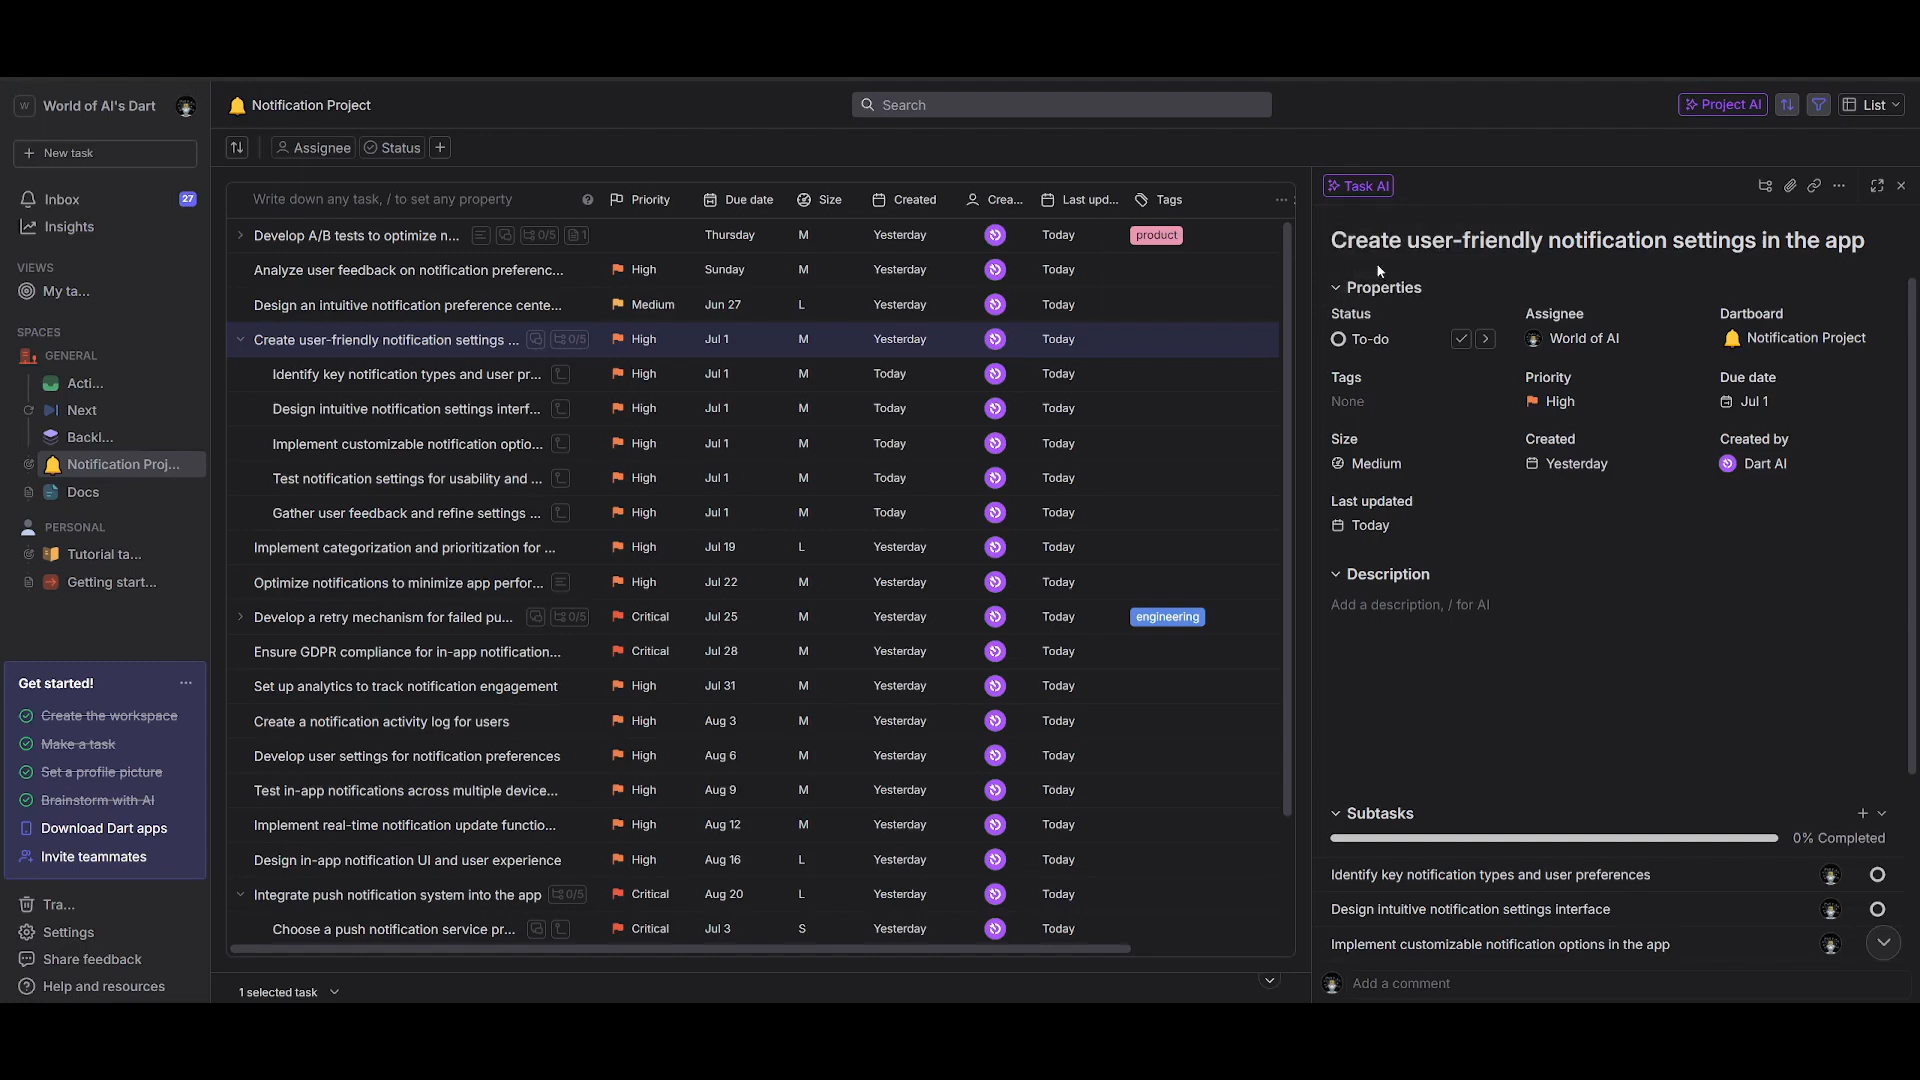 W World of AI's Dart
+ New task
Inbox 27
Insights
VIEWS
My ta...
SPACES
GENERAL
Acti...
Next
Backl...
Notification Proj...
Docs
PERSONAL
Tutorial ta...
Getting start...
Get started! ...
Create the workspace
Make a task
Set a profile picture
Brainstorm with AI
Download Dart apps
Invite teammates
Tra...
Settings
Share feedback
Help and resources
Notification Project
Search
Project AI
List
Assignee Status +
Write down any task, / to set any property ? Priority Due date Size Created Crea... Last upd... Tags ...
Develop A/B tests to optimize n... 0/5 1 Thursday M Yesterday Today product
Analyze user feedback on notification preferenc... High Sunday M Yesterday Today
Design an intuitive notification preference cente... Medium Jun 27 L Yesterday Today
Create user-friendly notification settings ... 0/5 High Jul 1 M Yesterday Today
Identify key notification types and user pr... High Jul 1 M Today Today
Design intuitive notification settings interf... High Jul 1 M Today Today
Implement customizable notification optio... High Jul 1 M Today Today
Test notification settings for usability and ... High Jul 1 M Today Today
Gather user feedback and refine settings ... High Jul 1 M Today Today
Implement categorization and prioritization for ... High Jul 19 L Yesterday Today
Optimize notifications to minimize app perfor... High Jul 22 M Yesterday Today
Develop a retry mechanism for failed pu... 0/5 Critical Jul 25 M Yesterday Today engineering
Ensure GDPR compliance for in-app notification... Critical Jul 28 M Yesterday Today
Set up analytics to track notification engagement High Jul 31 M Yesterday Today
Create a notification activity log for users High Aug 3 M Yesterday Today
Develop user settings for notification preferences High Aug 6 M Yesterday Today
Test in-app notifications across multiple device... High Aug 9 M Yesterday Today
Implement real-time notification update functio... High Aug 12 M Yesterday Today
Design in-app notification UI and user experience High Aug 16 L Yesterday Today
Integrate push notification system into the app 0/5 Critical Aug 20 L Yesterday Today
Choose a push notification service pr... Critical Jul 3 S Yesterday Today
1 selected task
Task AI
Create user-friendly notification settings in the app
Properties
Status Assignee Dartboard
To-do World of AI Notification Project
Tags Priority Due date
None High Jul 1
Size Created Created by
Medium Yesterday Dart AI
Last updated
Today
Description
Add a description, / for AI
Subtasks +
0% Completed
Identify key notification types and user preferences
Design intuitive notification settings interface
Implement customizable notification options in the app
Add a comment